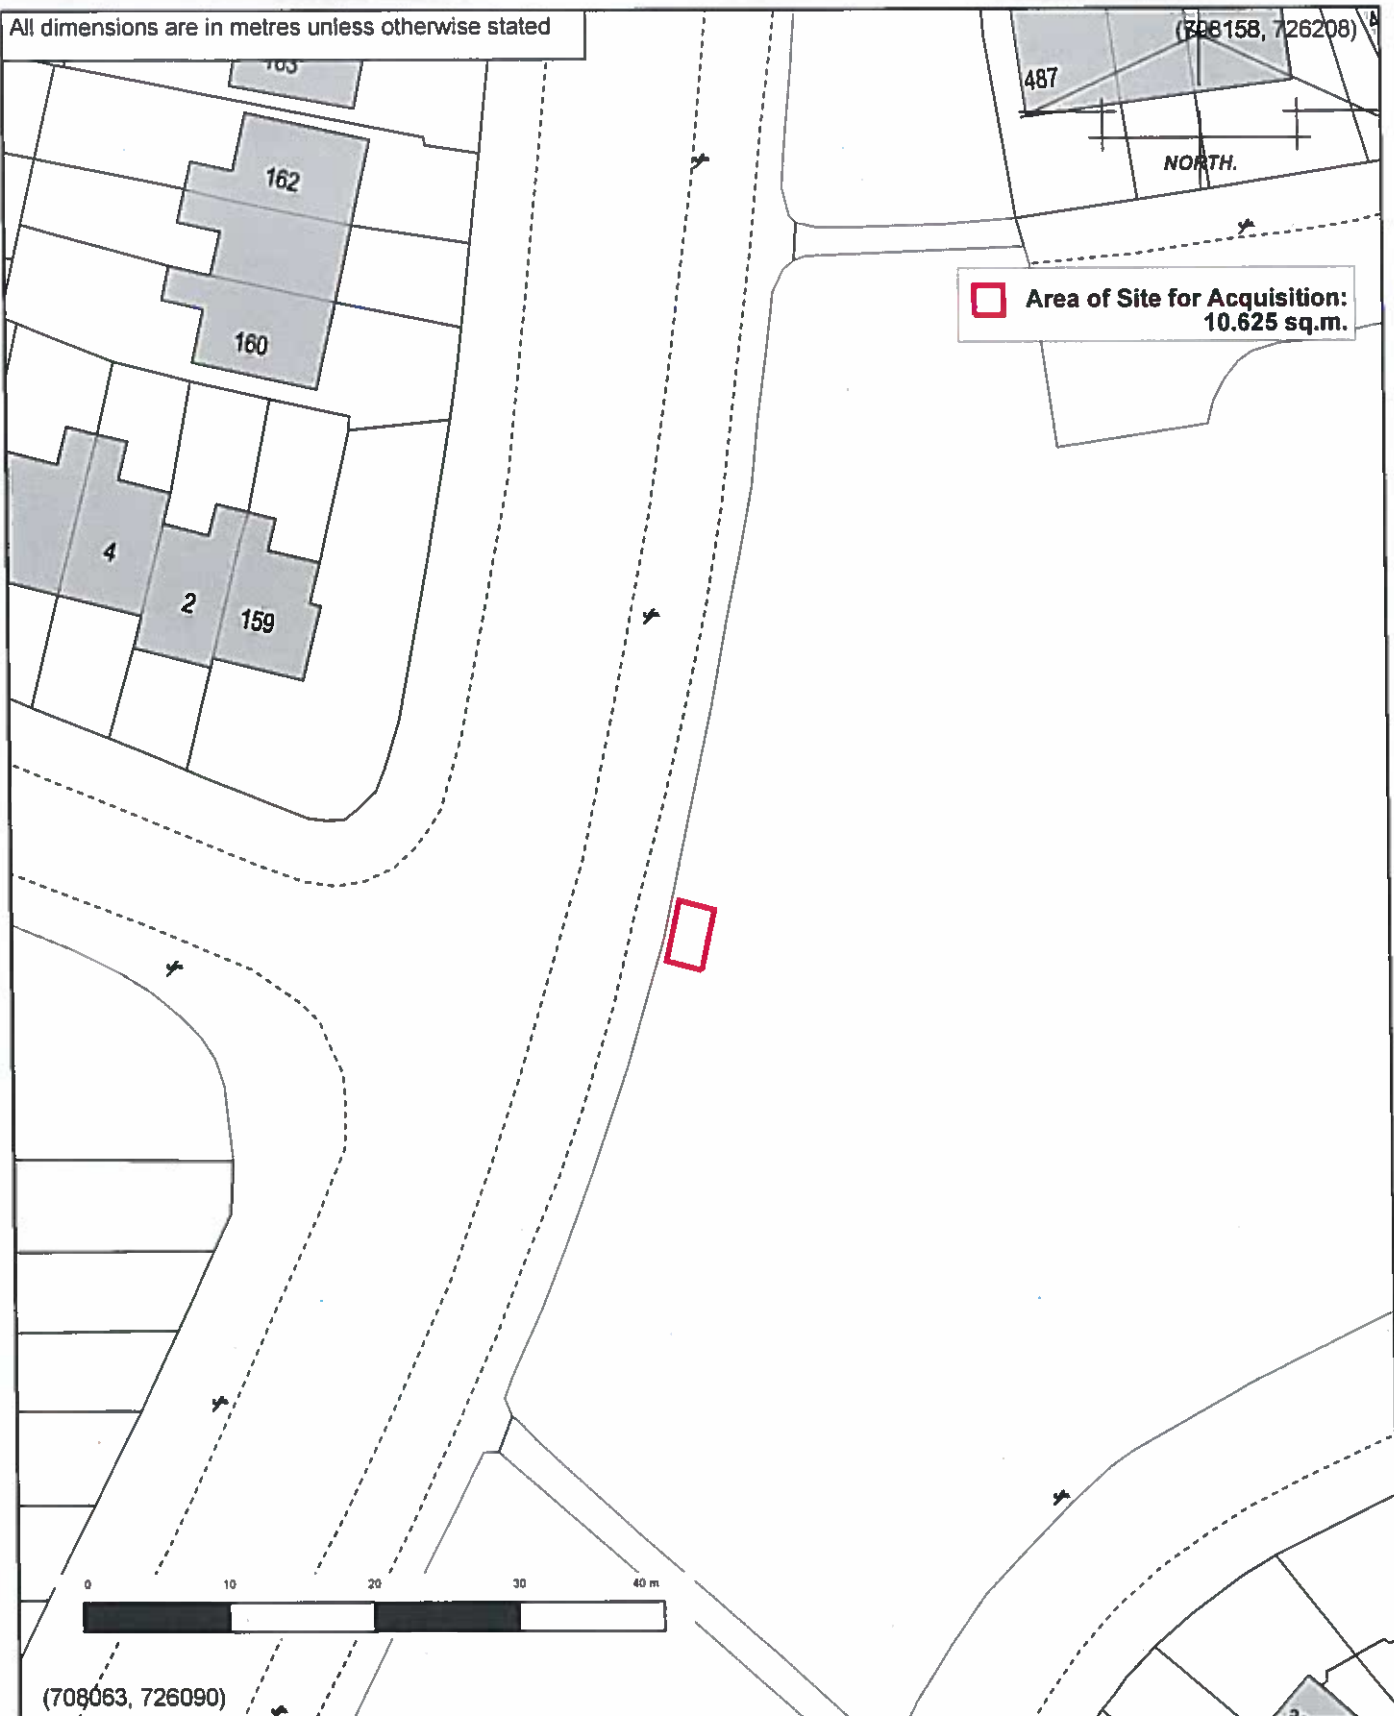 All dimensions are in metres unless otherwise stated
(708158, 726208)
163
487
162
NORTH.
Area of Site for Acquisition:
10.625 sq.m.
160
4
2
159
0 10 20 30 40 m
(708063, 726090)